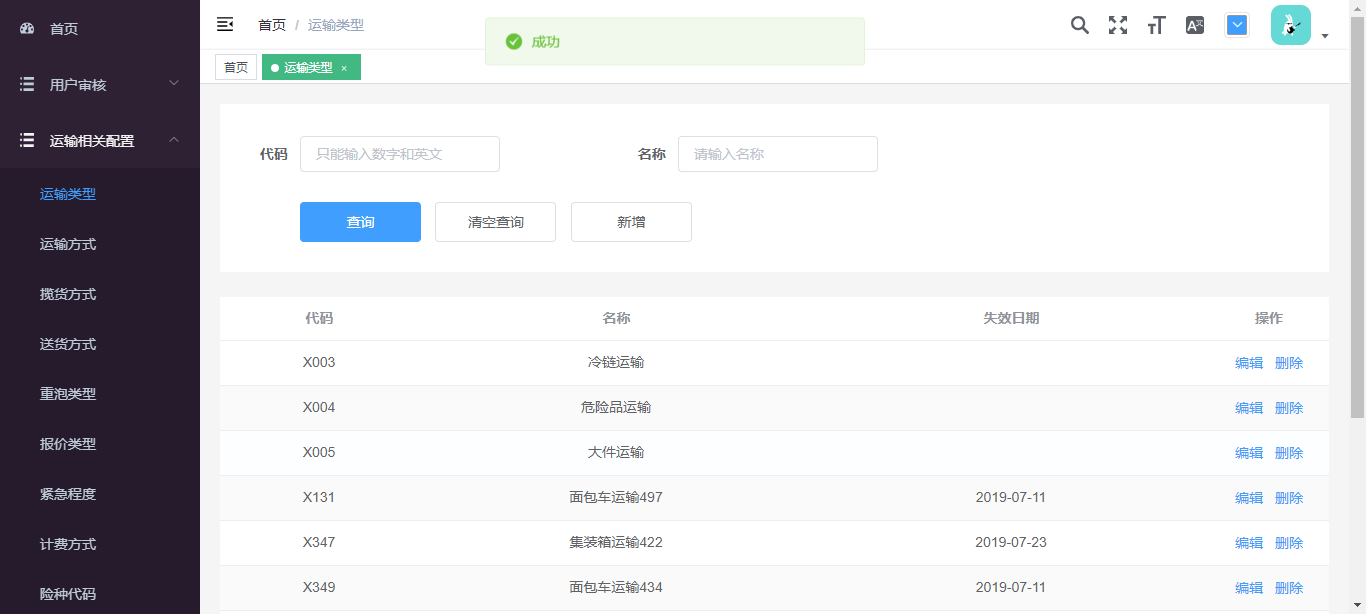 首页
用户审核
运输相关配置
运输类型
运输方式
揽货方式
送货方式
重泡类型
报价类型
紧急程度
计费方式
险种代码
首页 / 运输类型
成功
首页 运输类型 ×
代码 只能输入数字和英文 名称 请输入名称
查询 清空查询 新增
代码 名称 失效日期 操作
X003 冷链运输 编辑 删除
X004 危险品运输 编辑 删除
X005 大件运输 编辑 删除
X131 面包车运输497 2019-07-11 编辑 删除
X347 集装箱运输422 2019-07-23 编辑 删除
X349 面包车运输434 2019-07-11 编辑 删除